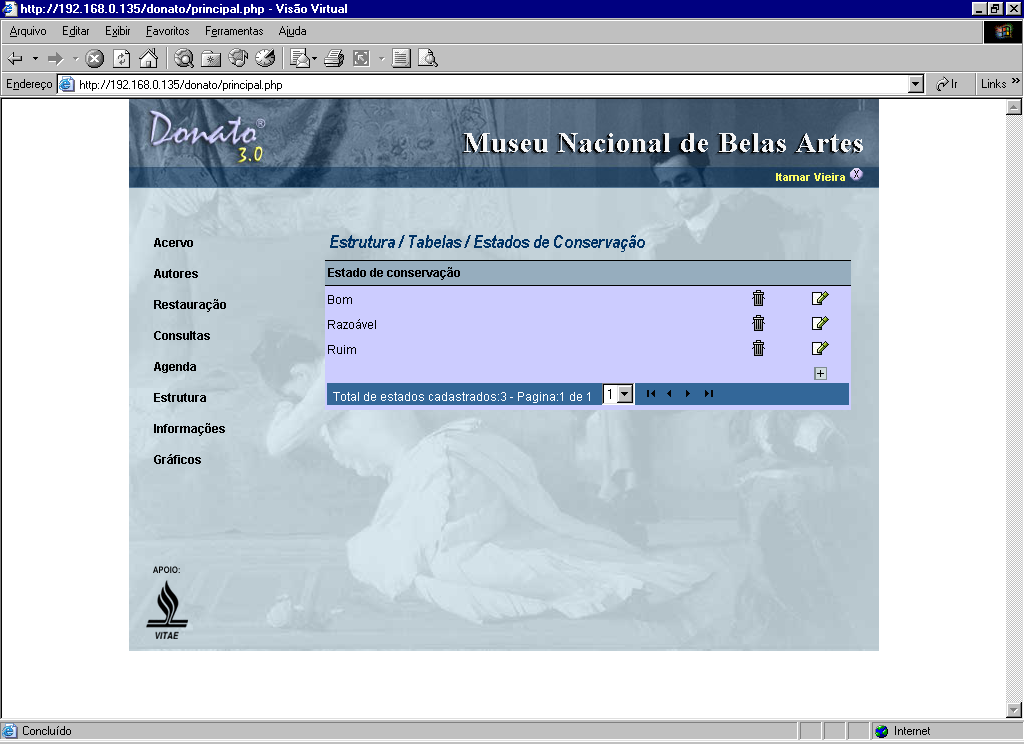 http://192.168.0.135/donato/principal.php - Visão Virtual
Arquivo Editar Exibir Favoritos Ferramentas Ajuda
Endereço http://192.168.0.135/donato/principal.php Ir Links »
Donato®
3.0
Museu Nacional de Belas Artes
Itamar Vieira X
Acervo
Autores
Restauração
Consultas
Agenda
Estrutura
Informações
Gráficos
Estrutura / Tabelas / Estados de Conservação
Estado de conservação
Bom
Razoável
Ruim
Total de estados cadastrados:3 - Pagina:1 de 1 1
APOIO:
VITAE
Concluído Internet